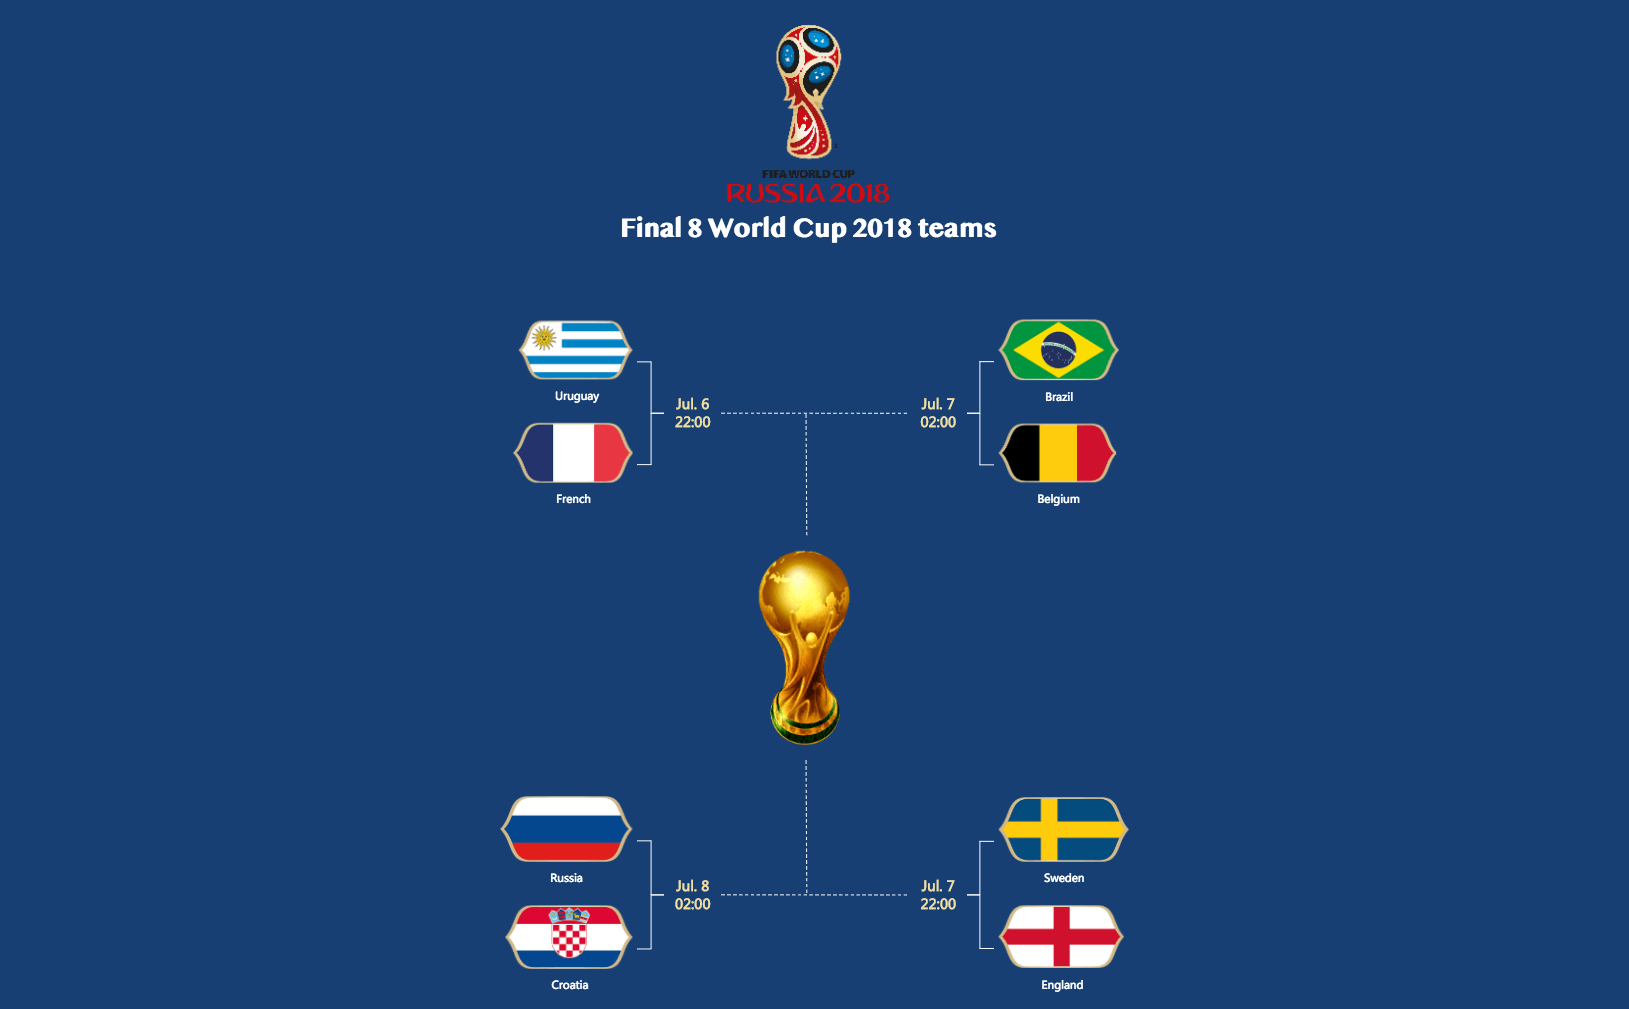 FIFA WORLD CUP
RUSSIA 2018
Final 8 World Cup 2018 teams
Uruguay
French
Jul. 6
22:00
Jul. 7
02:00
Brazil
Belgium
Russia
Croatia
Jul. 8
02:00
Jul. 7
22:00
Sweden
England